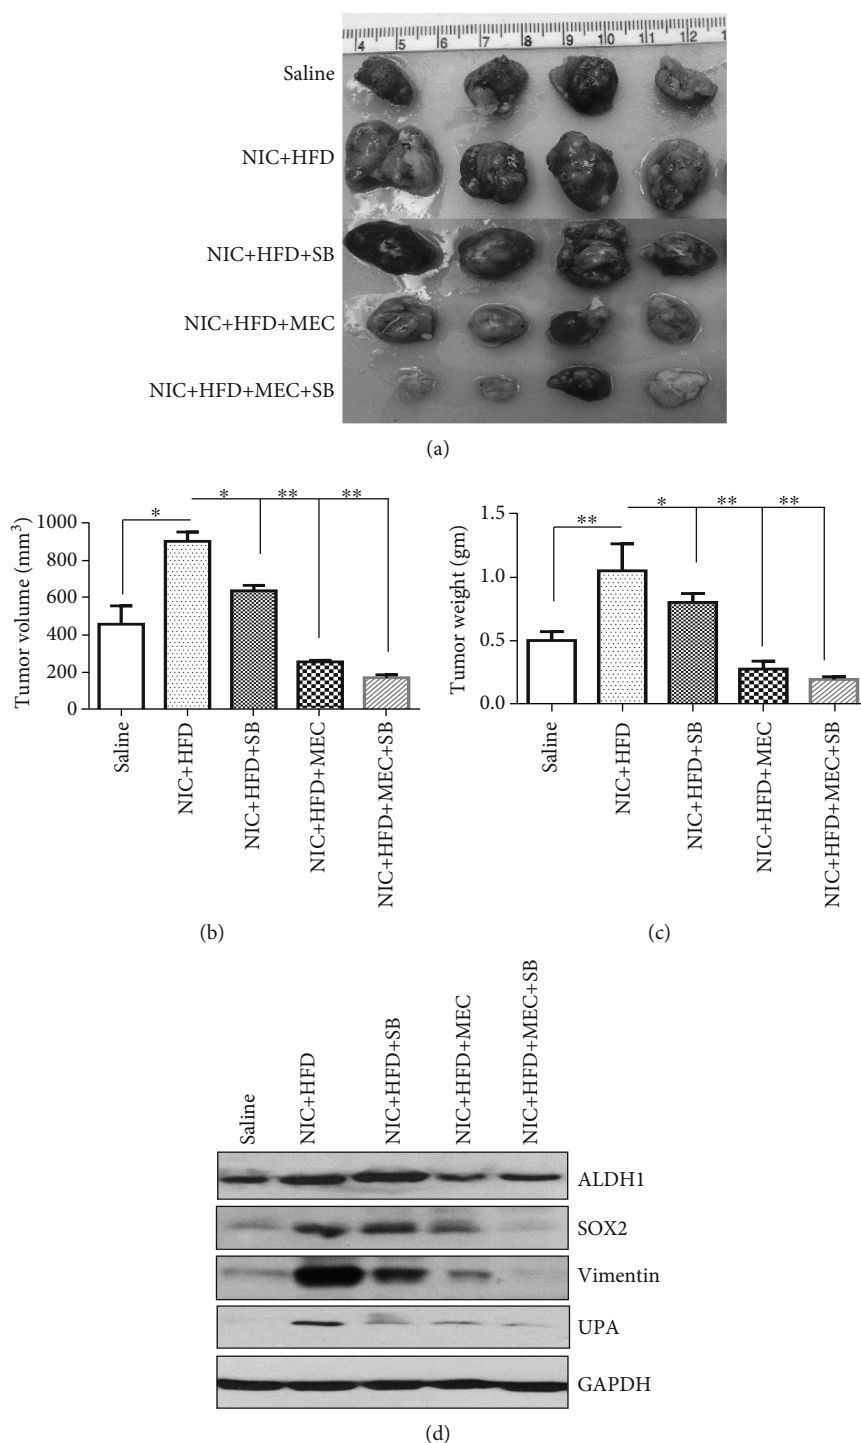 4 5 6 7 8 9 10 11 12 1
Saline
NIC+HFD
NIC+HFD+SB
NIC+HFD+MEC
NIC+HFD+MEC+SB
(a)
Tumor volume (mm³)
1000
800
600
400
200
0
*
*
**
**
Saline
NIC+HFD
NIC+HFD+SB
NIC+HFD+MEC
NIC+HFD+MEC+SB
(b)
Tumor weight (gm)
1.5
1.0
0.5
0.0
**
*
**
**
Saline
NIC+HFD
NIC+HFD+SB
NIC+HFD+MEC
NIC+HFD+MEC+SB
(c)
Saline
NIC+HFD
NIC+HFD+SB
NIC+HFD+MEC
NIC+HFD+MEC+SB
ALDH1
SOX2
Vimentin
UPA
GAPDH
(d)